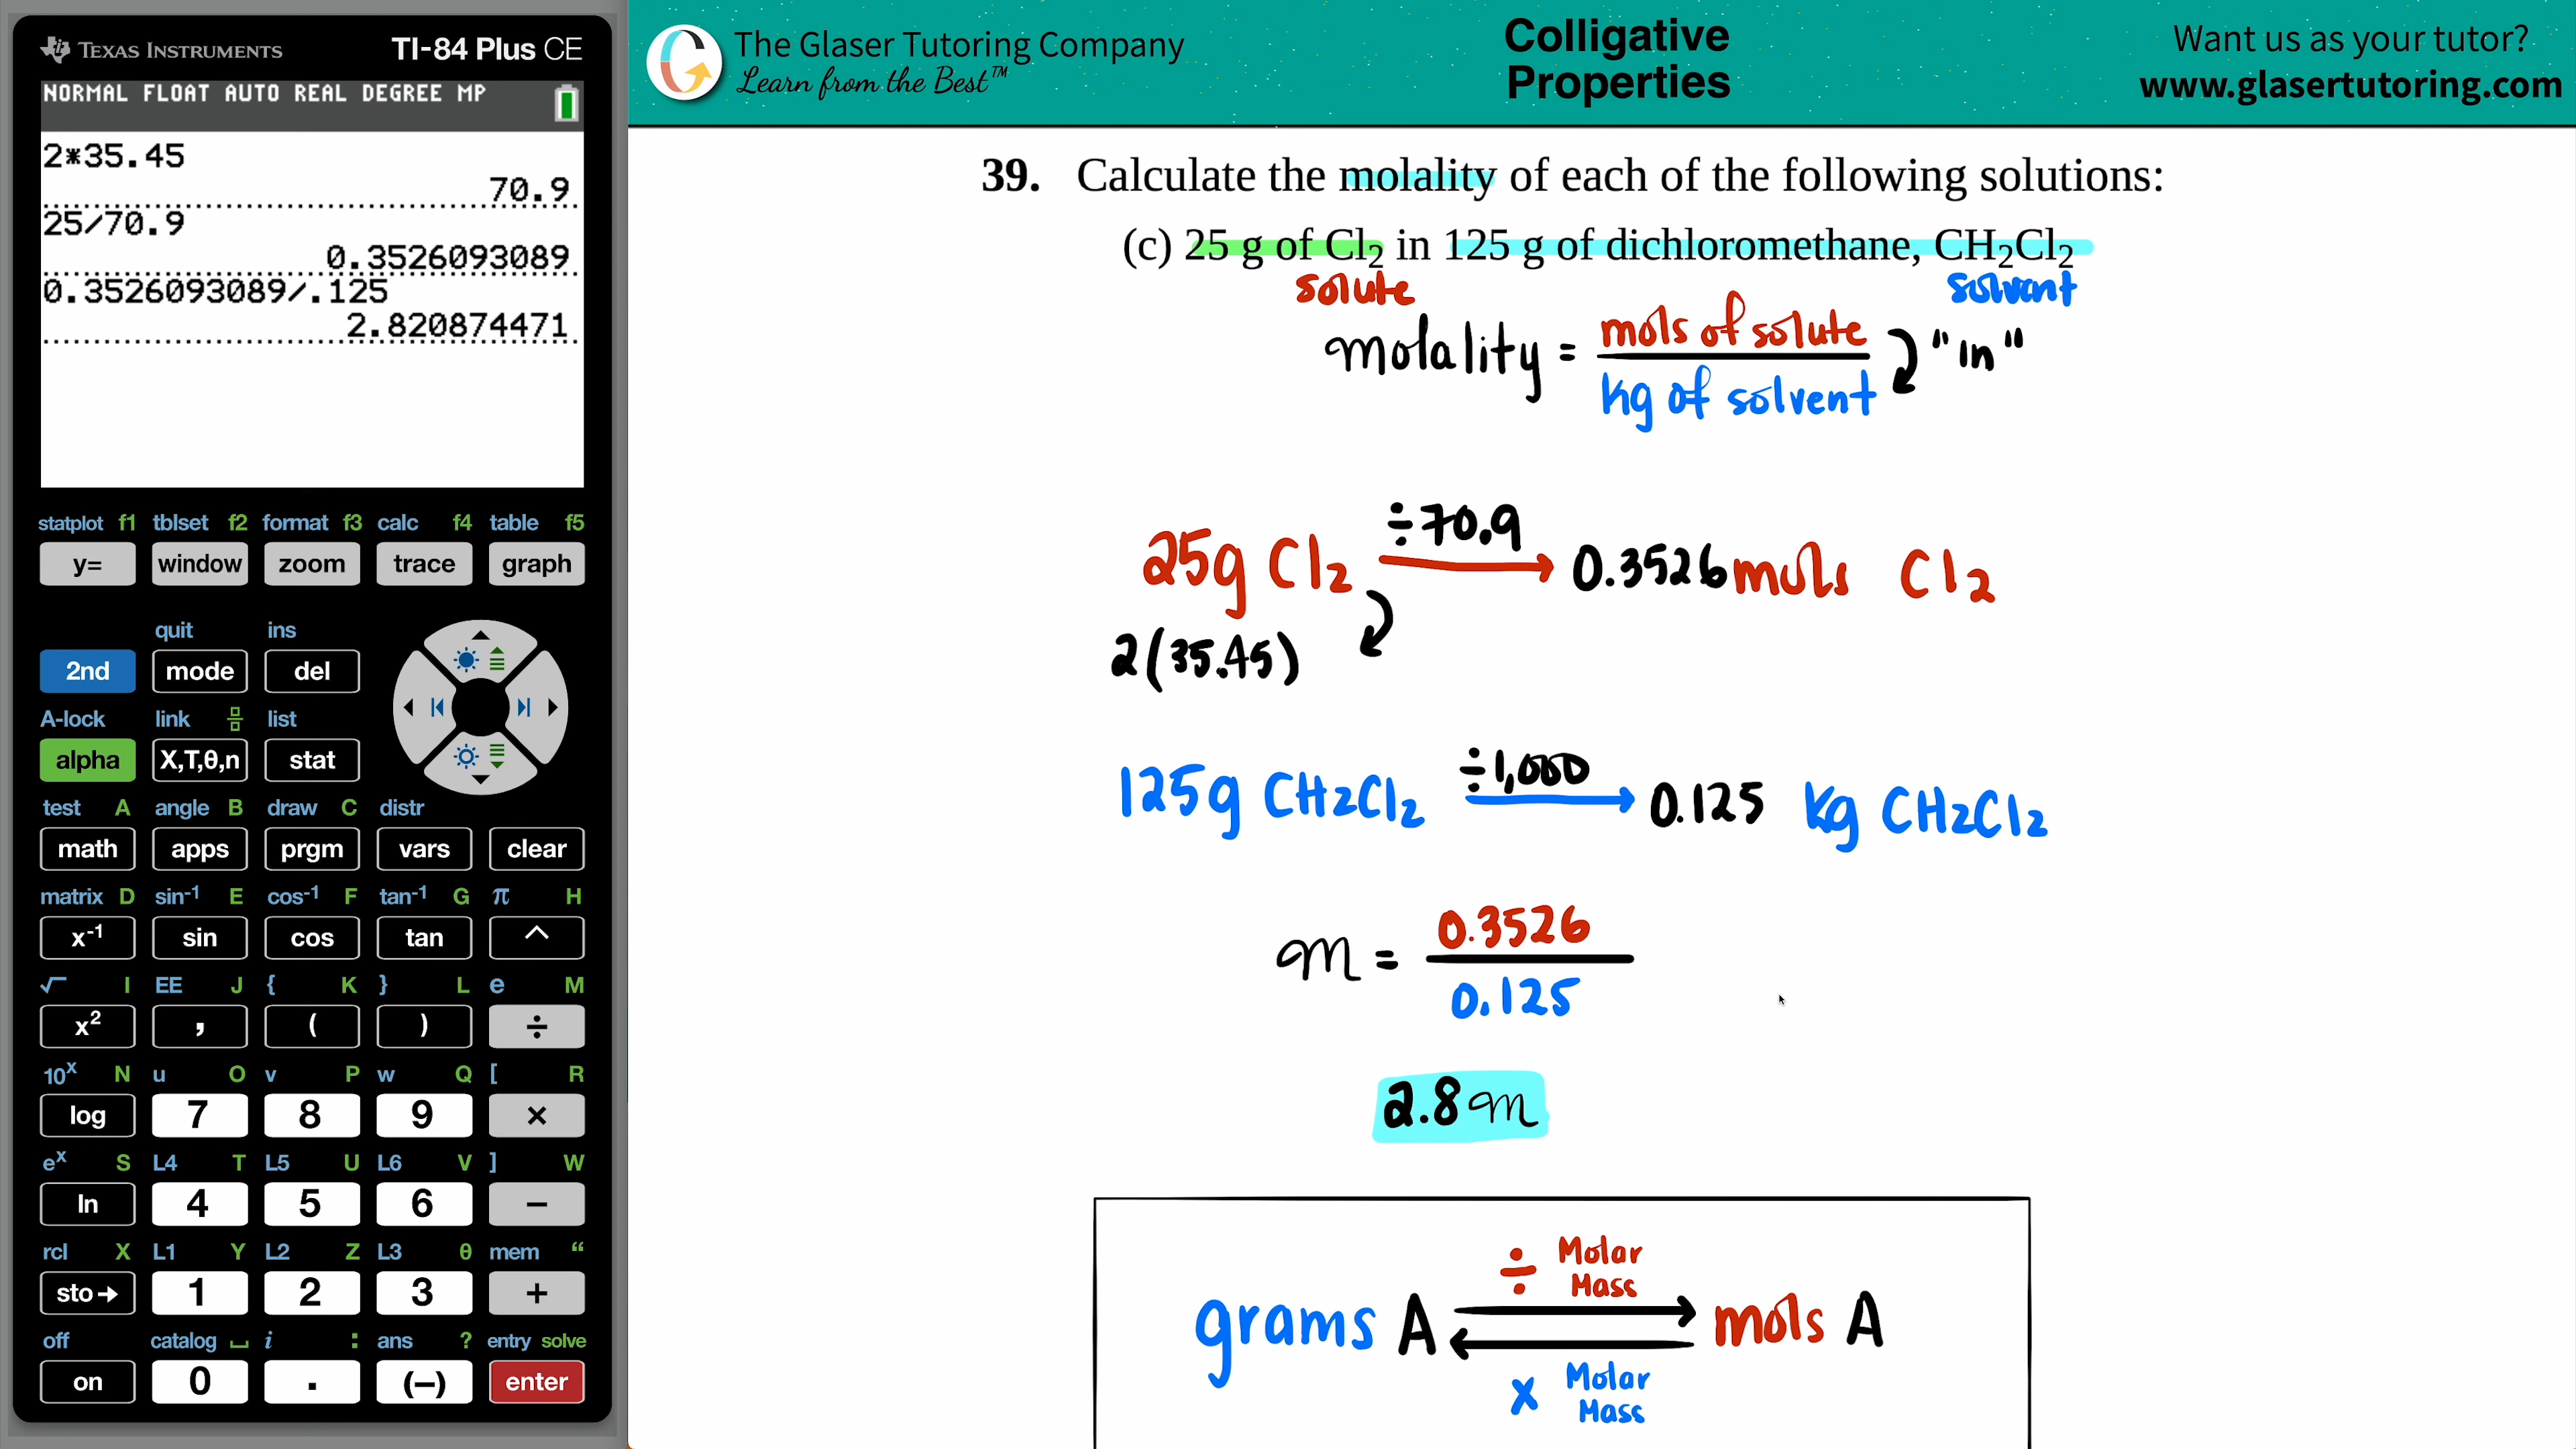 TEXAS INSTRUMENTS TI-84 Plus CE
NORMAL FLOAT AUTO REAL DEGREE MP
2*35.45
70.9
25/70.9
0.3526093089
0.3526093089/.125
2.820874471
statplot f1 tblset f2 format f3 calc f4 table f5
y= window zoom trace graph
quit ins
2nd mode del
A-lock link list
alpha X,T,θ,n stat
test A angle B draw C distr
math apps prgm vars clear
matrix D sin⁻¹ E cos⁻¹ F tan⁻¹ G π H
x⁻¹ sin cos tan ^
√ I EE J { K } L e M
x² , ( ) ÷
10ˣ N u O v P w Q [ R
log 7 8 9 ×
eˣ S L4 T L5 U L6 V ] W
ln 4 5 6 −
rcl X L1 Y L2 Z L3 θ mem “
sto→ 1 2 3 +
off catalog ⎵ i : ans ? entry solve
on 0 . (–) enter
The Glaser Tutoring Company
Learn from the Best™
Colligative
Properties
Want us as your tutor?
www.glasertutoring.com
39. Calculate the molality of each of the following solutions:
(c) 25 g of Cl₂ in 125 g of dichloromethane, CH₂Cl₂
solute solvent
molality = mols of solute "in"
kg of solvent
÷70.9
25g Cl₂ → 0.3526 mols Cl₂
2(35.45)
÷1,000
125g CH₂Cl₂ → 0.125 kg CH₂Cl₂
m = 0.3526
0.125
2.8 m
÷ Molar
Mass
grams A mols A
x Molar
Mass